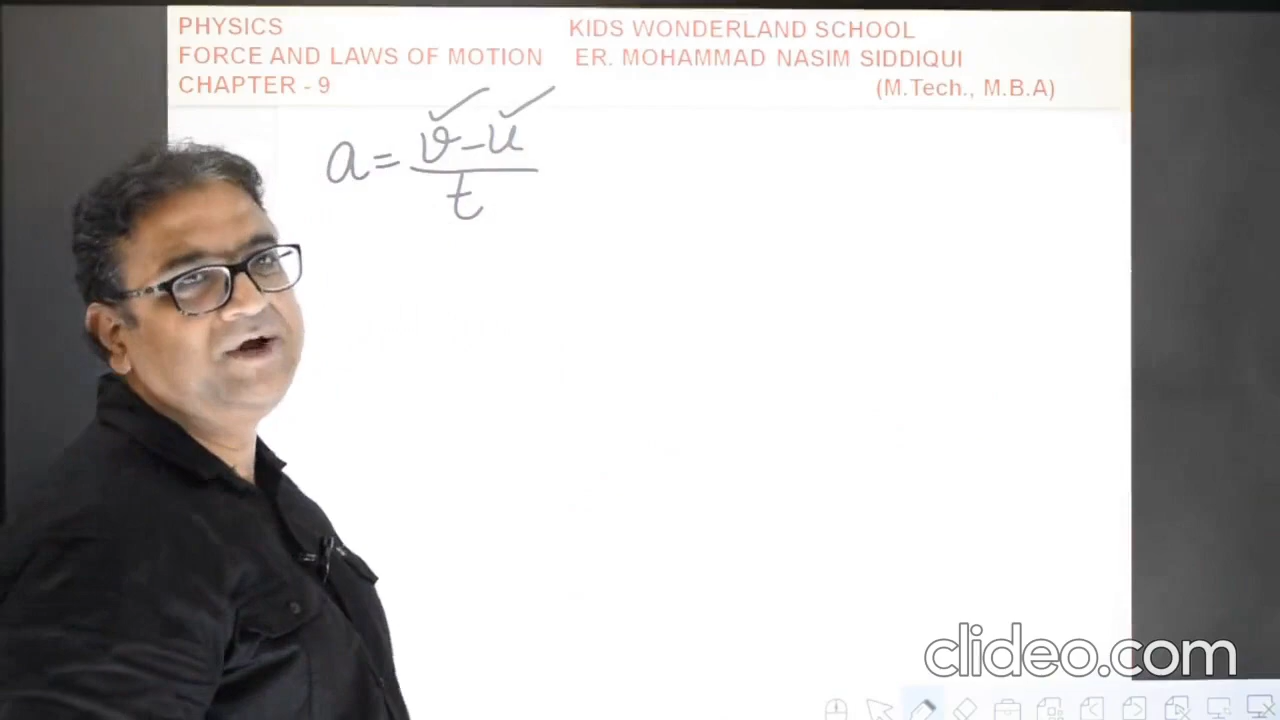 PHYSICS KIDS WONDERLAND SCHOOL
FORCE AND LAWS OF MOTION ER. MOHAMMAD NASIM SIDDIQUI
CHAPTER - 9 (M.Tech., M.B.A)
a = v - u / t
clideo.com